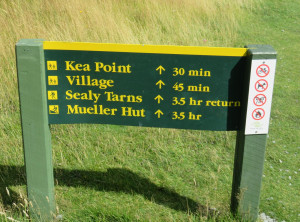 Kea Point ↑ 30 min
Village ↑ 45 min
Sealy Tarns ↑ 3.5 hr return
Mueller Hut ↑ 3.5 hr